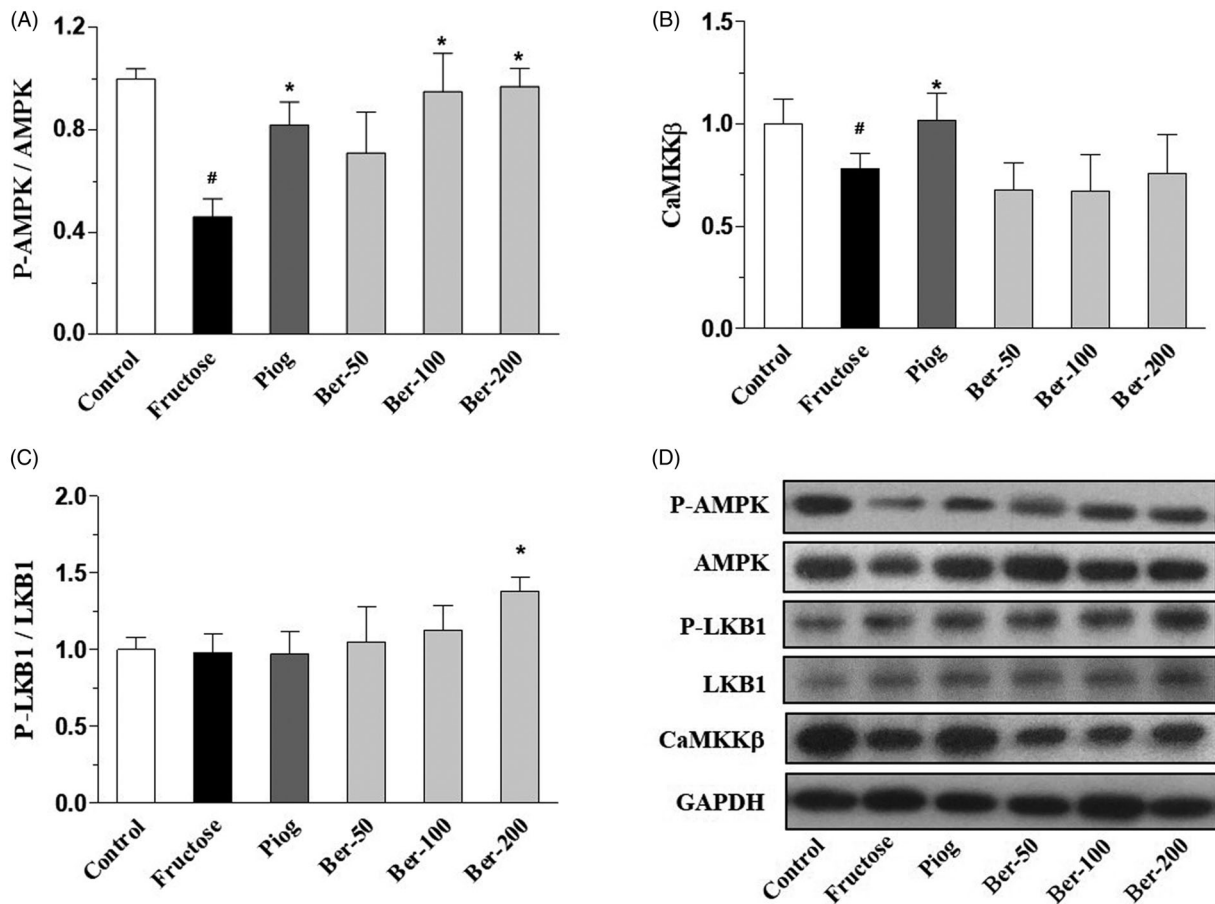 (A)
P-AMPK / AMPK
1.2
0.8
0.4
0.0
#
*
*
*
Control
Fructose
Piog
Ber-50
Ber-100
Ber-200
(B)
CaMKKβ
1.5
1.0
0.5
0.0
#
*
Control
Fructose
Piog
Ber-50
Ber-100
Ber-200
(C)
P-LKB1 / LKB1
2.0
1.5
1.0
0.5
0.0
*
Control
Fructose
Piog
Ber-50
Ber-100
Ber-200
(D)
P-AMPK
AMPK
P-LKB1
LKB1
CaMKKβ
GAPDH
Control
Fructose
Piog
Ber-50
Ber-100
Ber-200